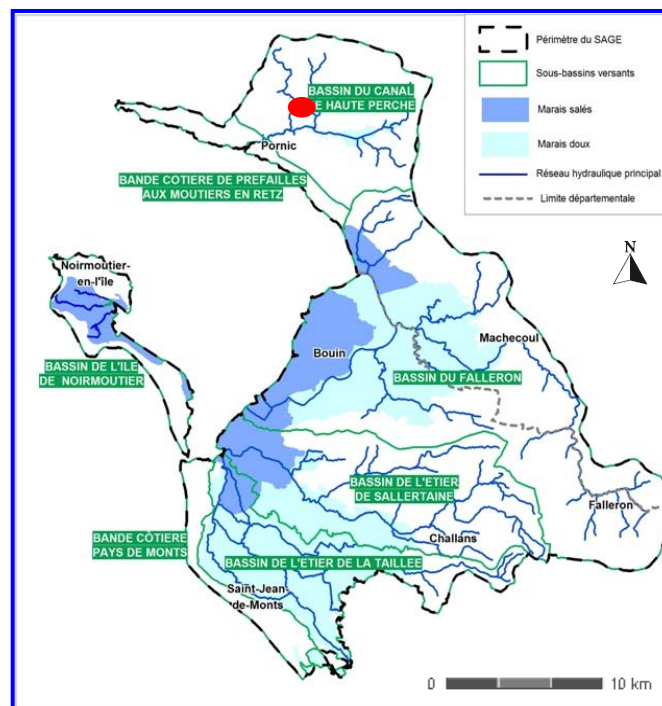 Périmètre du SAGE
Sous-bassins versants
Marais salés
Marais doux
Réseau hydraulique principal
Limite départementale
N
BASSIN DU CANAL
E HAUTE PERCHE
Pornic
BANDE COTIERE DE PREFAILLES
AUX MOUTIERS EN RETZ
Noirmoutier-
en-l'île
Bouin
Machecoul
BASSIN DE L'ILE
DE NOIRMOUTIER
BASSIN DU FALLERON
BASSIN DE L'ETIER
DE SALLERTAINE
Falleron
BANDE CÔTIERE
PAYS DE MONTS
Challans
BASSIN DE L'ETIER DE LA TAILLEE
Saint-Jean-
de-Monts
0 10 km